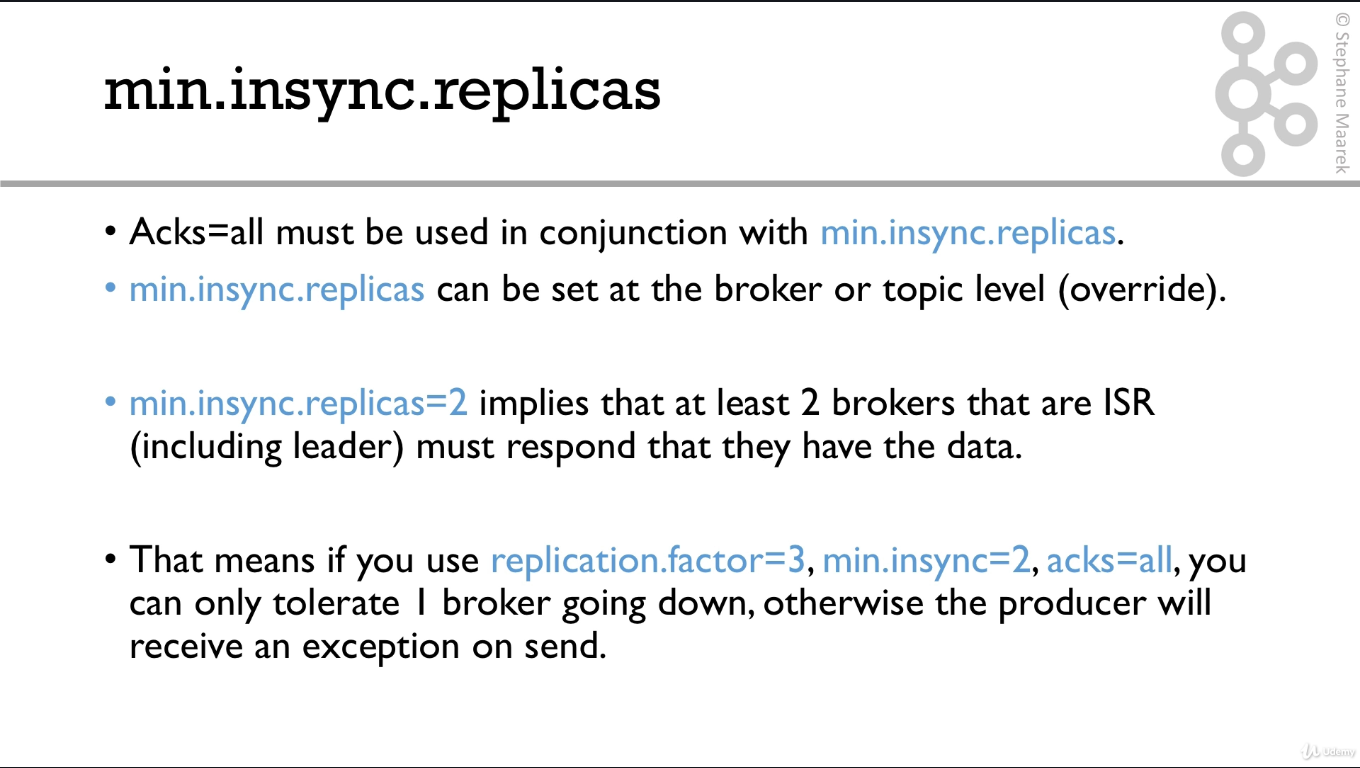 min.insync.replicas
© Stephane Maarek
• Acks=all must be used in conjunction with min.insync.replicas.
• min.insync.replicas can be set at the broker or topic level (override).
• min.insync.replicas=2 implies that at least 2 brokers that are ISR
(including leader) must respond that they have the data.
• That means if you use replication.factor=3, min.insync=2, acks=all, you
can only tolerate 1 broker going down, otherwise the producer will
receive an exception on send.
Udemy